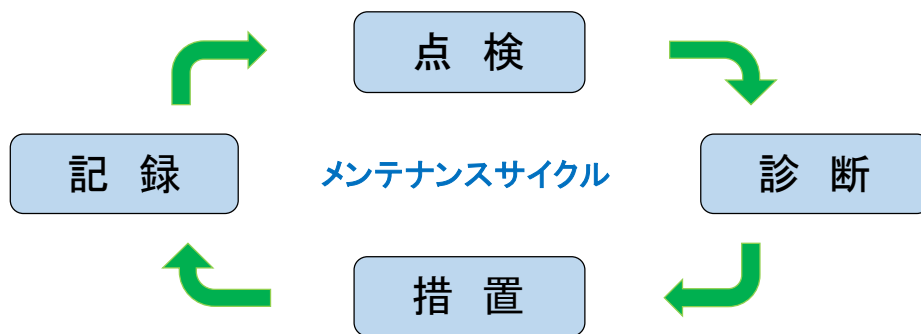 点 検
記 録
メンテナンスサイクル
診 断
措 置